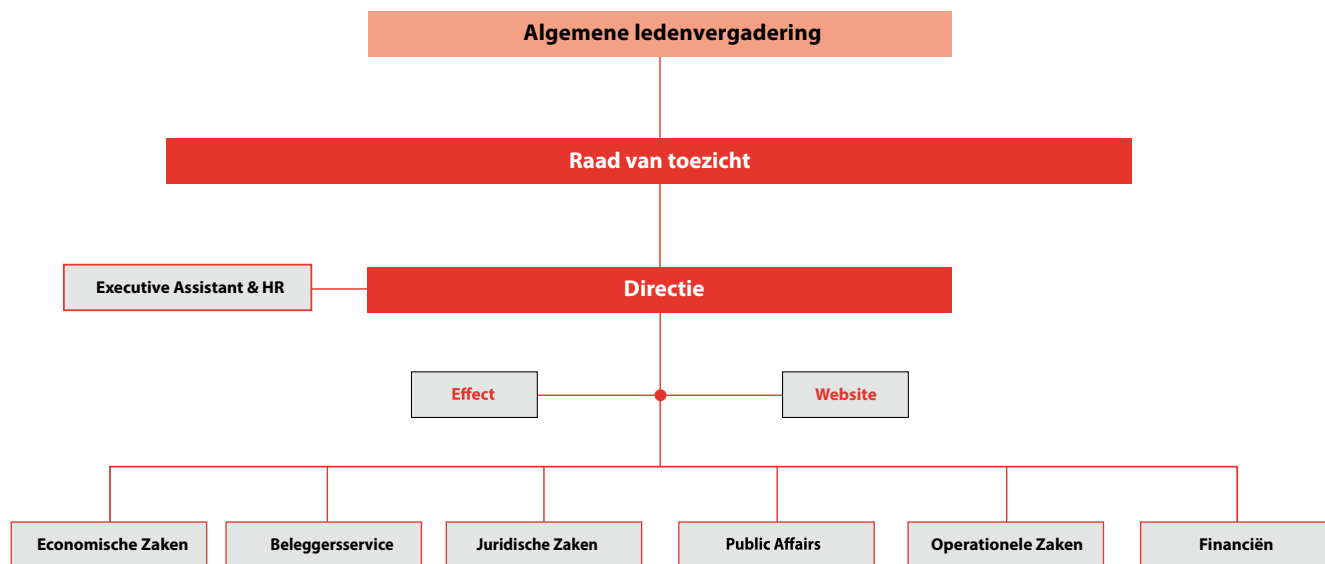 Algemene ledenvergadering
Raad van toezicht
Executive Assistant & HR
Directie
Effect
Website
Economische Zaken
Beleggersservice
Juridische Zaken
Public Affairs
Operationele Zaken
Financiën